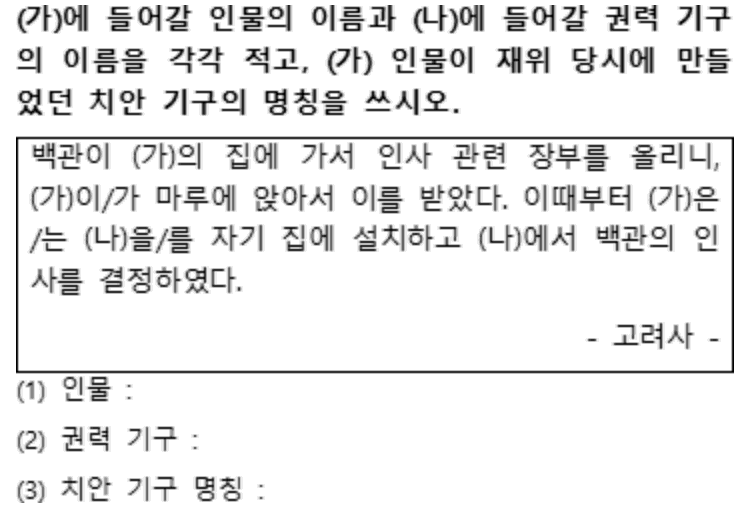 (가)에 들어갈 인물의 이름과 (나)에 들어갈 권력 기구
의 이름을 각각 적고, (가) 인물이 재위 당시에 만들
었던 치안 기구의 명칭을 쓰시오.
백관이 (가)의 집에 가서 인사 관련 장부를 올리니,
(가)이/가 마루에 앉아서 이를 받았다. 이때부터 (가)은
/는 (나)을/를 자기 집에 설치하고 (나)에서 백관의 인
사를 결정하였다.
- 고려사 -
(1) 인물 :
(2) 권력 기구 :
(3) 치안 기구 명칭 :